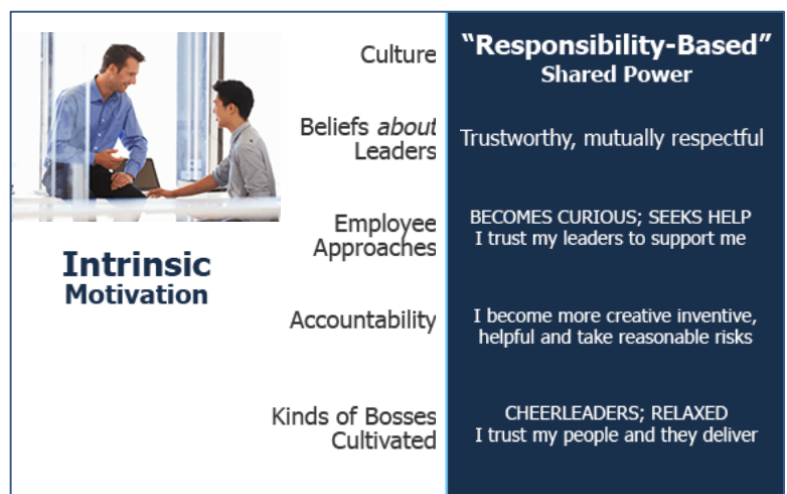 Culture
"Responsibility-Based"
Shared Power
Beliefs about
Leaders
Trustworthy, mutually respectful
Employee
Approaches
BECOMES CURIOUS; SEEKS HELP
I trust my leaders to support me
Intrinsic
Motivation
Accountability
I become more creative inventive,
helpful and take reasonable risks
Kinds of Bosses
Cultivated
CHEERLEADERS; RELAXED
I trust my people and they deliver